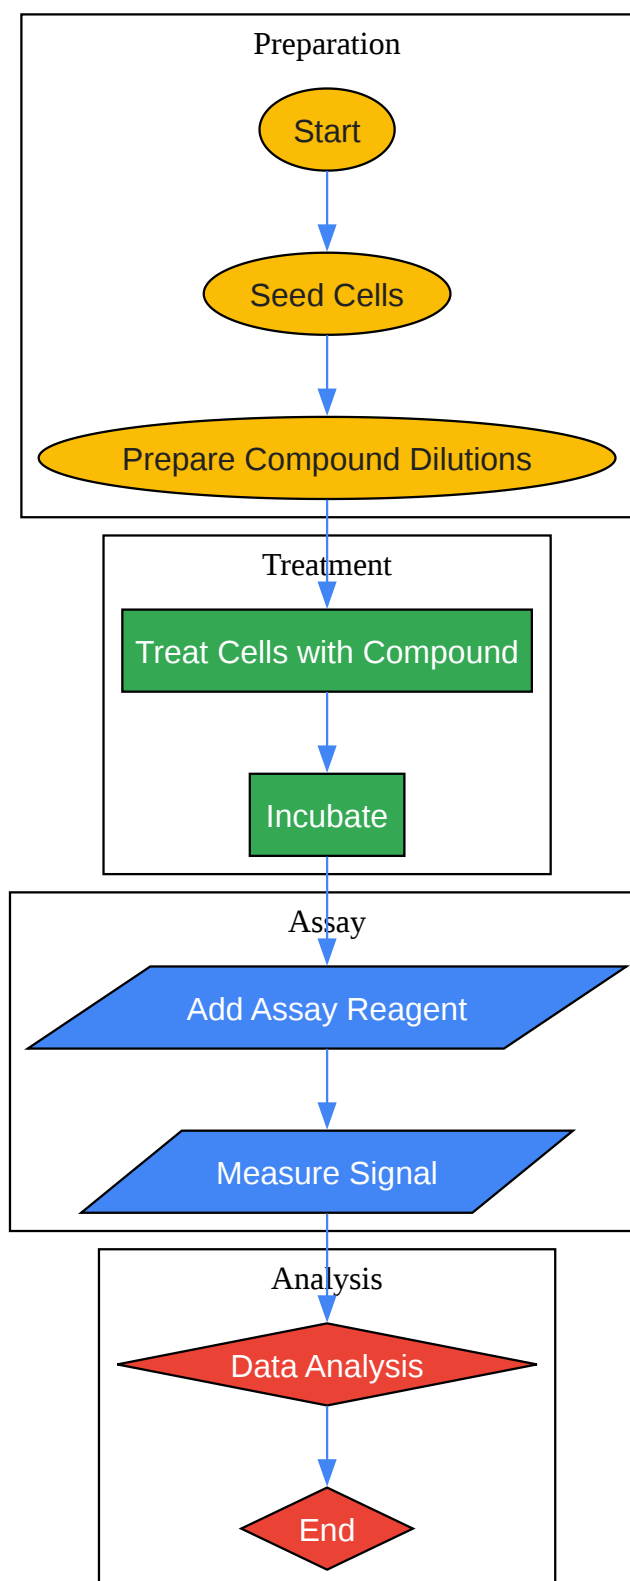 Preparation
Start
Seed Cells
Prepare Compound Dilutions
Treatment
Treat Cells with Compound
Incubate
Assay
Add Assay Reagent
Measure Signal
Analysis
Data Analysis
End